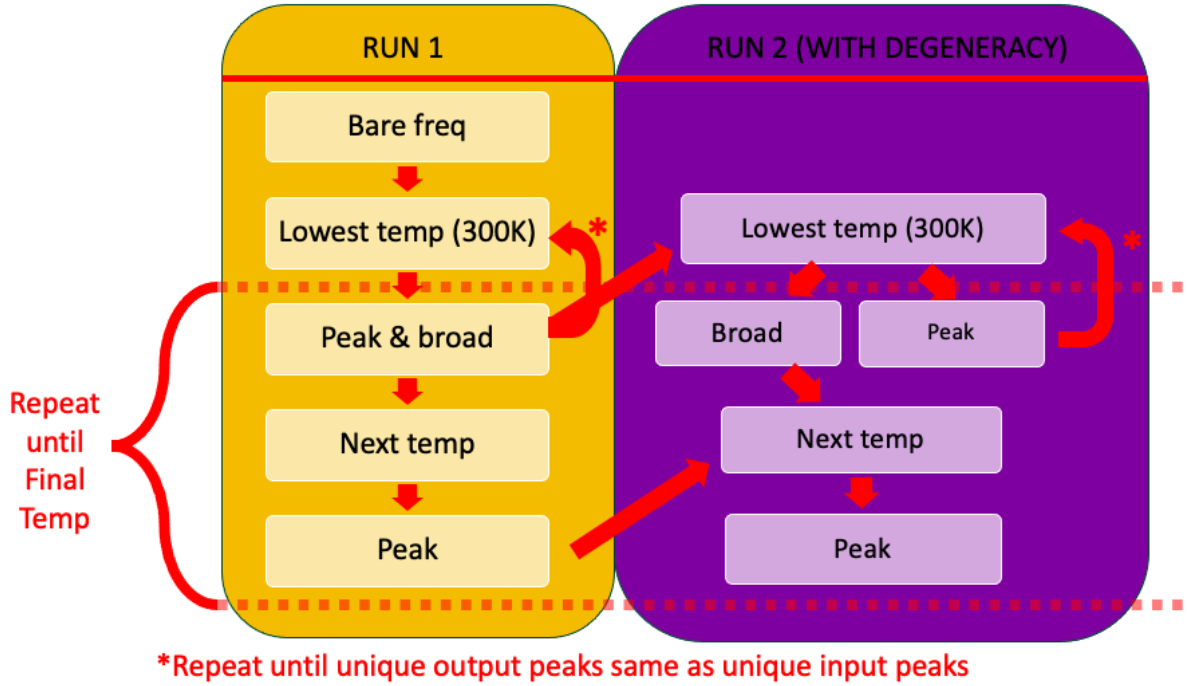 RUN 1
Bare freq
Lowest temp (300K)
*
Peak & broad
Next temp
Peak
RUN 2 (WITH DEGENERACY)
Lowest temp (300K)
*
Broad
Peak
Next temp
Peak
Repeat
until
Final
Temp
*Repeat until unique output peaks same as unique input peaks